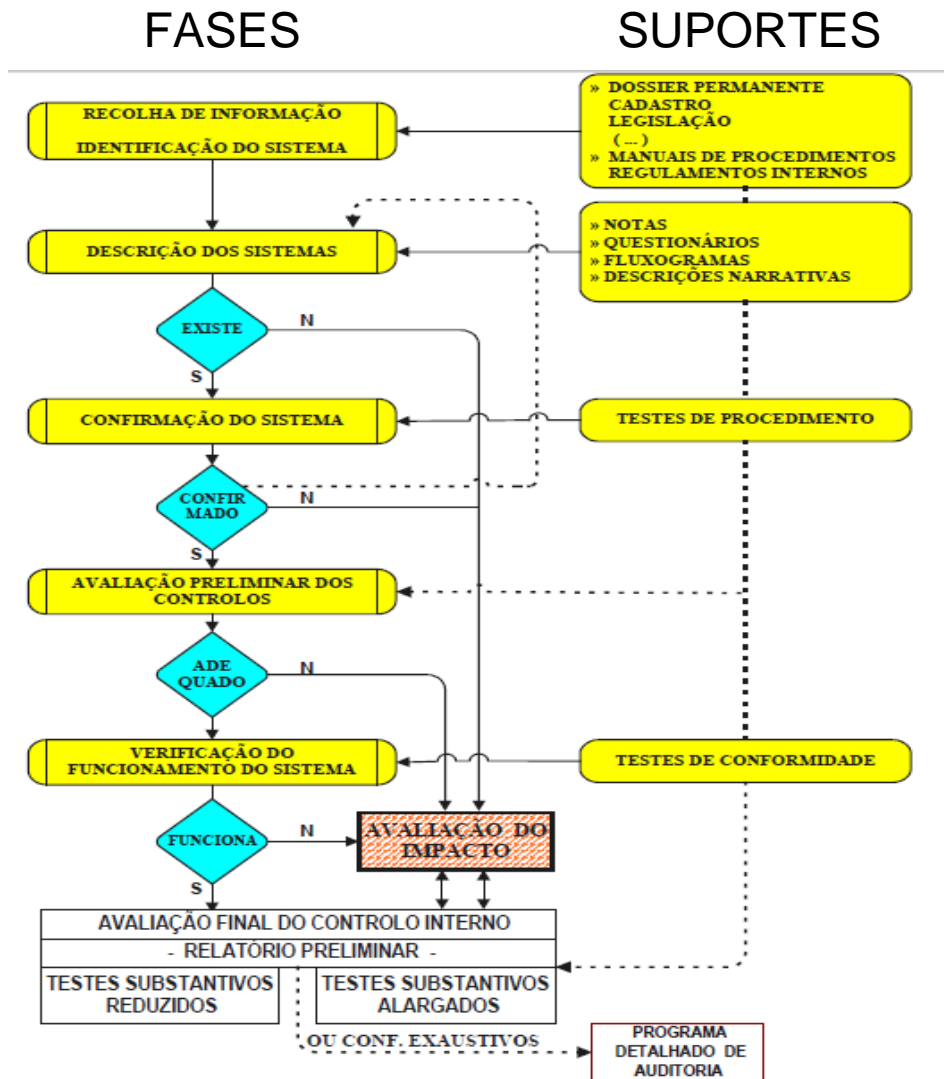 FASES
SUPORTES
RECOLHA DE INFORMAÇÃO
IDENTIFICAÇÃO DO SISTEMA
» DOSSIER PERMANENTE
CADASTRO
LEGISLAÇÃO
( ... )
» MANUAIS DE PROCEDIMENTOS
REGULAMENTOS INTERNOS
DESCRIÇÃO DOS SISTEMAS
» NOTAS
» QUESTIONÁRIOS
» FLUXOGRAMAS
» DESCRIÇÕES NARRATIVAS
EXISTE
N
S
CONFIRMAÇÃO DO SISTEMA
TESTES DE PROCEDIMENTO
CONFIR
MADO
N
S
AVALIAÇÃO PRELIMINAR DOS
CONTROLOS
ADE
QUADO
N
VERIFICAÇÃO DO
FUNCIONAMENTO DO SISTEMA
TESTES DE CONFORMIDADE
FUNCIONA
N
S
AVALIAÇÃO DO
IMPACTO
AVALIAÇÃO FINAL DO CONTROLO INTERNO
- RELATÓRIO PRELIMINAR -
TESTES SUBSTANTIVOS
REDUZIDOS
TESTES SUBSTANTIVOS
ALARGADOS
OU CONF. EXAUSTIVOS
PROGRAMA
DETALHADO DE
AUDITORIA